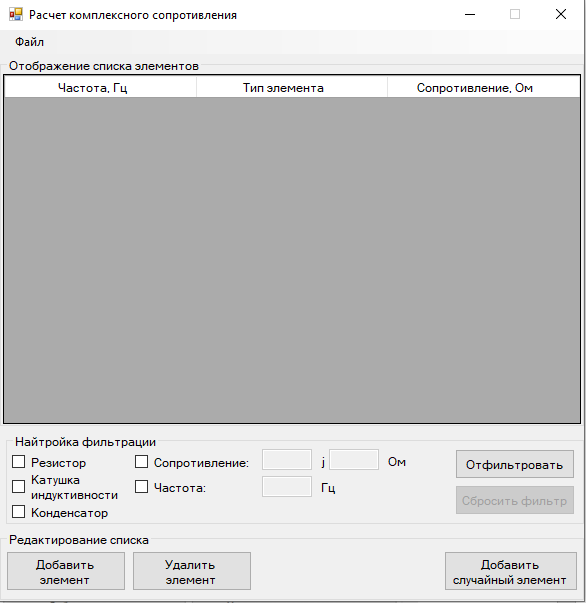 Расчет комплексного сопротивления
Файл
Отображение списка элементов
Частота, Гц Тип элемента Сопротивление, Ом
Найтройка фильтрации
Резистор Сопротивление: j Ом
Катушка
индуктивности
Частота: Гц
Конденсатор
Отфильтровать
Сбросить фильтр
Редактирование списка
Добавить
элемент
Удалить
элемент
Добавить
случайный элемент